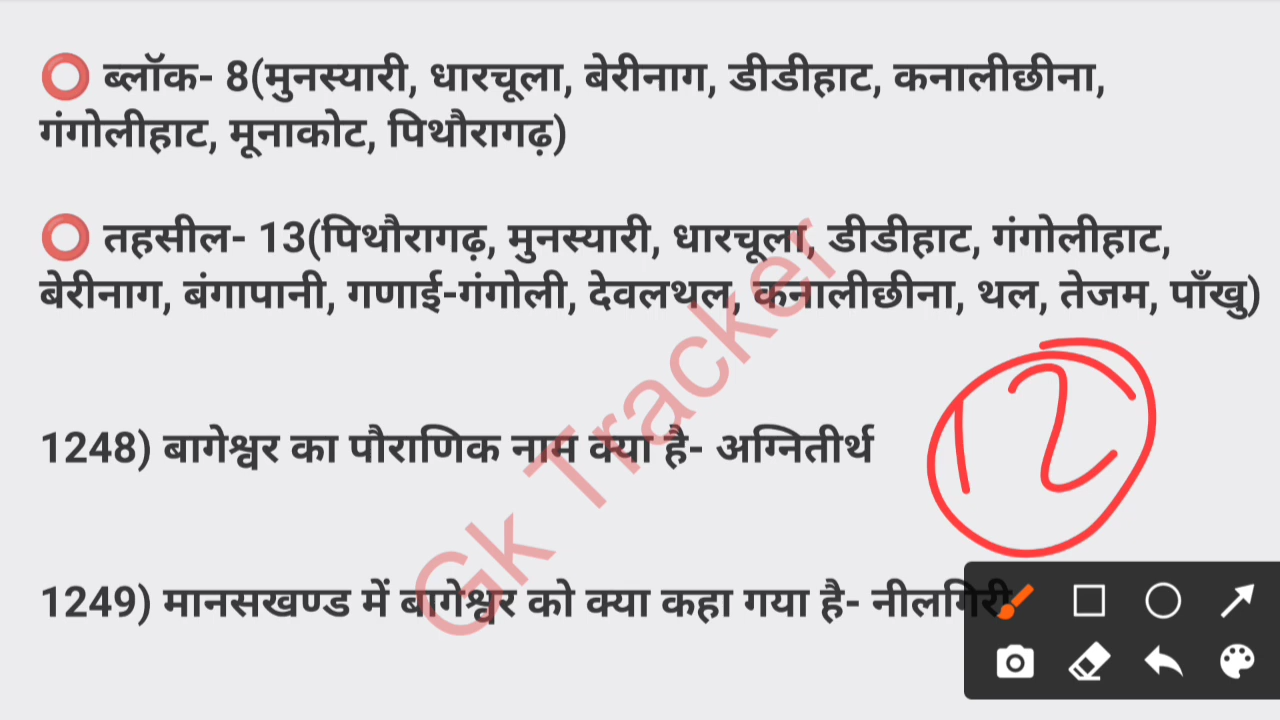 ब्लॉक- 8(मुनस्यारी, धारचूला, बेरीनाग, डीडीहाट, कनालीछीना,
गंगोलीहाट, मूनाकोट, पिथौरागढ़)
तहसील- 13(पिथौरागढ़, मुनस्यारी, धारचूला, डीडीहाट, गंगोलीहाट,
बेरीनाग, बंगापानी, गणाई-गंगोली, देवलथल, कनालीछीना, थल, तेजम, पाँखु)
12
1248) बागेश्वर का पौराणिक नाम क्या है- अग्नितीर्थ
1249) मानसखण्ड में बागेश्वर को क्या कहा गया है- नीलगिरी
Gk Tracker